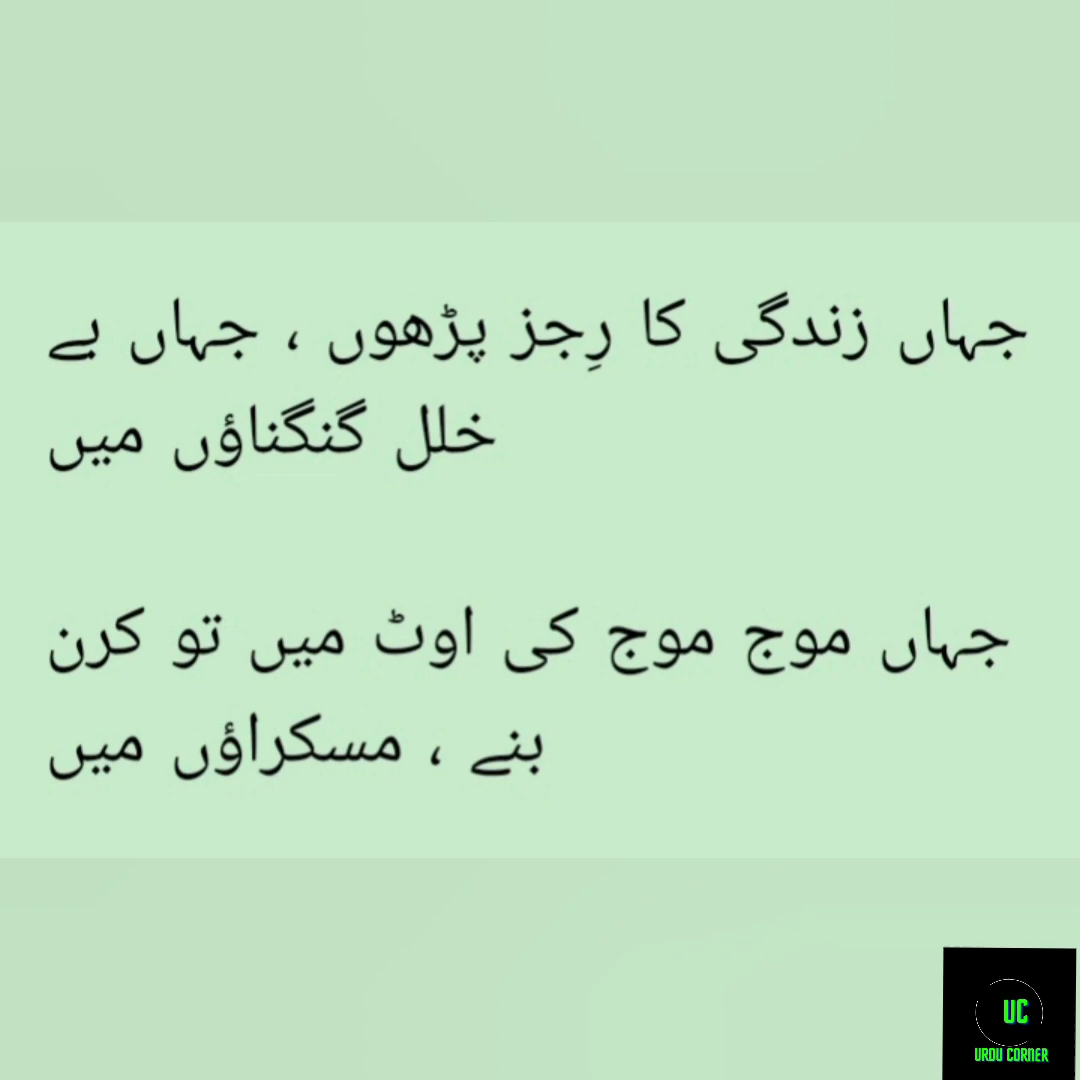 جہاں زندگی کا رِجز پڑھوں ، جہاں بے
خلل گنگناؤں میں
جہاں موج موج کی اوٹ میں تو کرن
بنے ، مسکراؤں میں
UC
URDU CORNER